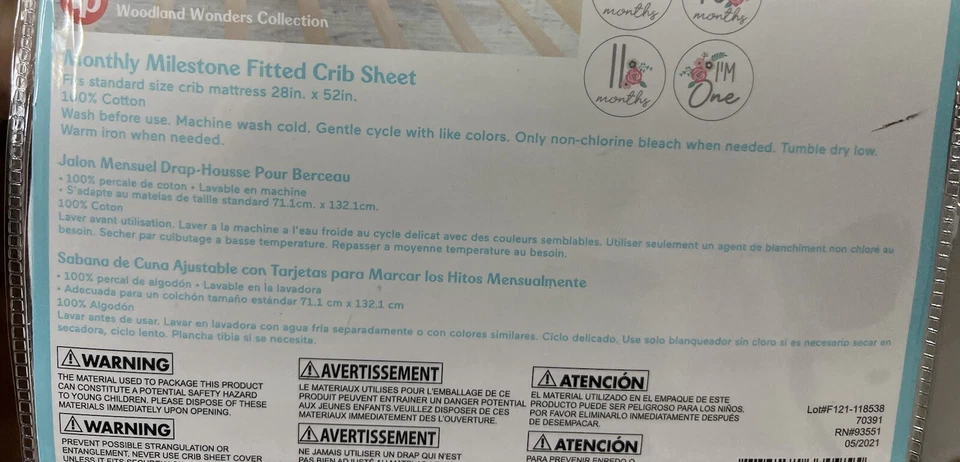 Woodland Wonders Collection
months
months
11
months
I'M
One
Monthly Milestone Fitted Crib Sheet
Fits standard size crib mattress 28in. x 52in.
100% Cotton
Wash before use. Machine wash cold. Gentle cycle with like colors. Only non-chlorine bleach when needed. Tumble dry low.
Warm iron when needed.
Jalon Mensuel Drap-Housse Pour Berceau
• 100% percale de coton • Lavable en machine
• S'adapte au matelas de taille standard 71.1cm. x 132.1cm.
100% Coton
Laver avant utilisation. Laver a la machine a l'eau froide au cycle delicat avec des couleurs semblables. Utiliser seulement un agent de blanchiment non chloré au
besoin. Secher par culbutage a basse temperature. Repasser a moyenne temperature au besoin.
Sabana de Cuna Ajustable con Tarjetas para Marcar los Hitos Mensualmente
• 100% percal de algodón • Lavable en la lavadora
• Adecuada para un colchón tamaño estándar 71.1 cm x 132.1 cm
100% Algodón
Lavar antes de usar. Lavar en lavadora con agua fria separadamente o con colores similares. Ciclo delicado. Use solo blanqueador sin cloro si es necesario secar en
secadora, ciclo lento. Plancha tibia si se necesita.
WARNING
THE MATERIAL USED TO PACKAGE THIS PRODUCT
CAN CONSTITUTE A POTENTIAL SAFETY HAZARD
TO YOUNG CHILDREN. PLEASE DISPOSE OF THESE
MATERIALS IMMEDIATELY UPON OPENING.
WARNING
PREVENT POSSIBLE STRANGULATION OR
ENTANGLEMENT. NEVER USE CRIB SHEET COVER
AVERTISSEMENT
LE MATERIAUX UTILISES POUR L'EMBALLAGE DE CE
PRODUIT PEUVENT ENTRAINER UN DANGER POTENTIAL
AUX JEUNES ENFANTS.VEUILLEZ DISPOSER DE CES
MATERIAUX IMMEDIATEMENT DES L'OUVERTURE.
AVERTISSEMENT
NE JAMAIS UTILISER UN DRAP QUI N'EST
ATENCIÓN
EL MATERIAL UTILIZADO EN EL EMPAQUE DE ESTE
PRODUCTO PUEDE SER PELIGROSO PARA LOS NIÑOS.
POR FAVOR ELIMINARLO INMEDIATAMENTE DESPUÉS
DE DESEMPACAR.
ATENCIÓN
PARA PREVENIR ENREDO O
Lot#F121-118538
70391
RN#93551
05/2021